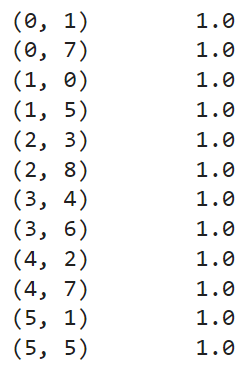 (0, 1) 1.0
(0, 7) 1.0
(1, 0) 1.0
(1, 5) 1.0
(2, 3) 1.0
(2, 8) 1.0
(3, 4) 1.0
(3, 6) 1.0
(4, 2) 1.0
(4, 7) 1.0
(5, 1) 1.0
(5, 5) 1.0